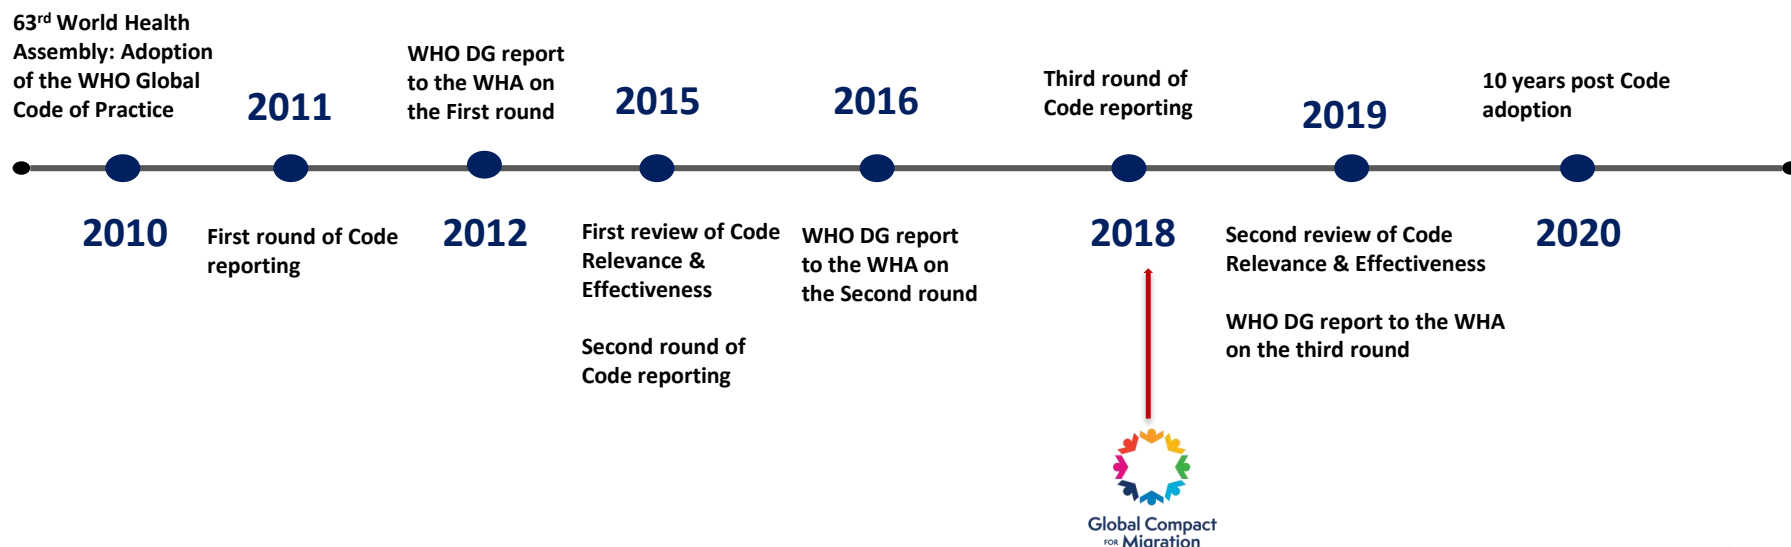 63rd World Health
Assembly: Adoption
of the WHO Global
Code of Practice
2010
2011
First round of Code
reporting
WHO DG report
to the WHA on
the First round
2012
2015
First review of Code
Relevance &
Effectiveness
Second round of
Code reporting
2016
WHO DG report
to the WHA on
the Second round
Third round of
Code reporting
2018
Global Compact
FOR Migration
2019
Second review of Code
Relevance & Effectiveness
WHO DG report to the WHA
on the third round
10 years post Code
adoption
2020